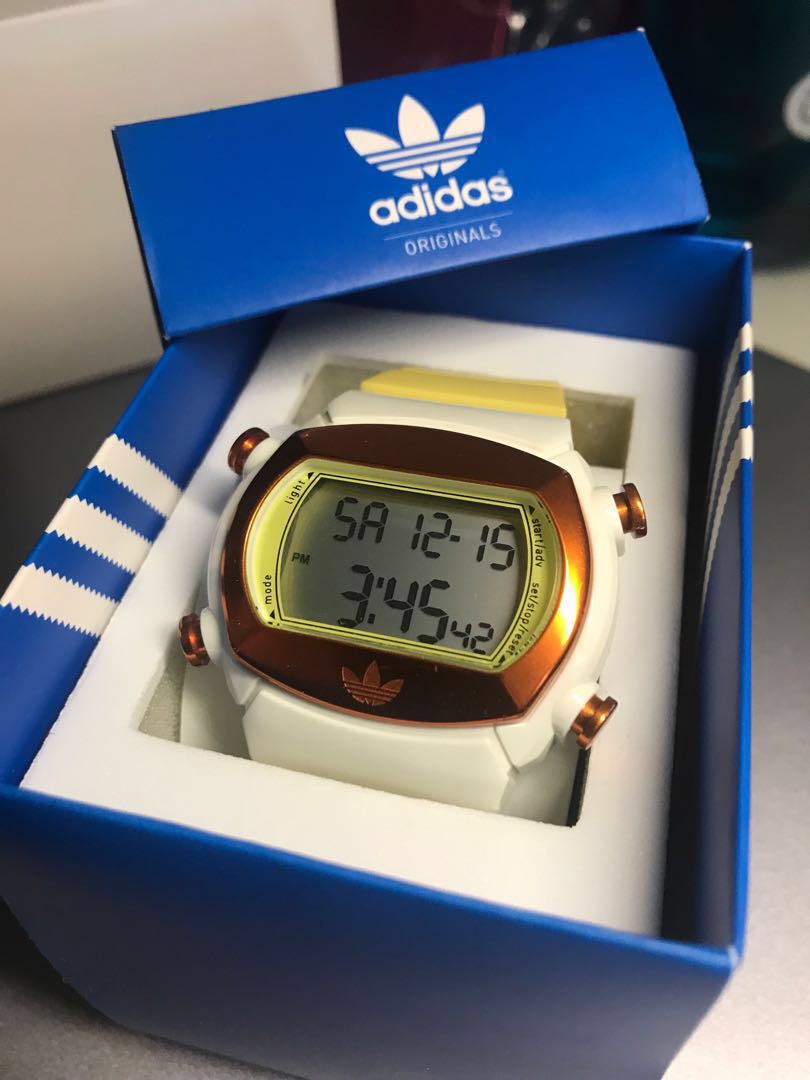 adidas
ORIGINALS
light
SA 12-15
start/adv
PM
mode
3:45 42
set/stop/reset